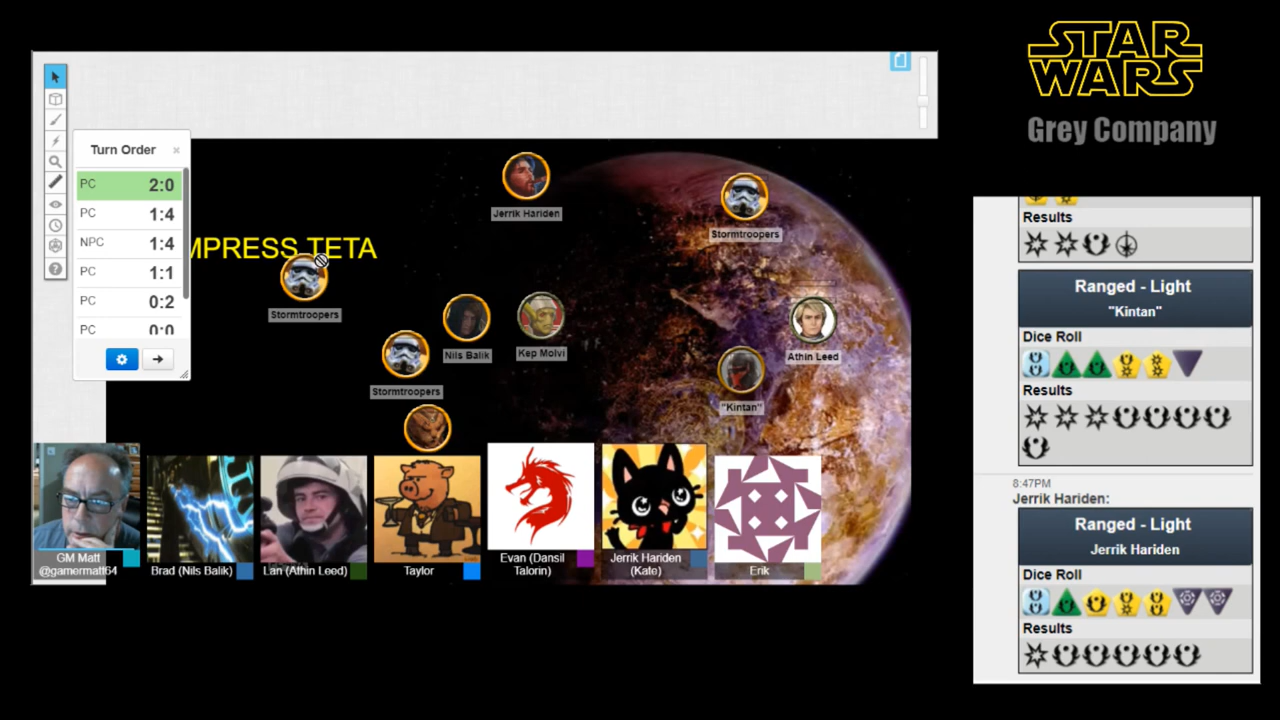 STAR
WARS
Grey Company
Turn Order ×
PC 2:0
PC 1:4
NPC 1:4
PC 1:1
PC 0:2
PC 0:0
MPRESS TETA
Jerrik Hariden
Stormtroopers
Stormtroopers
Nils Balik
Kep Molvi
Athin Leed
Stormtroopers
"Kintan"
GM Matt
@gamermatt64
Brad (Nils Balik)
Lan (Athin Leed)
Taylor
Evan (Dansil
Talorin)
Jerrik Hariden
(Kate)
Erik
Results
Ranged - Light
"Kintan"
Dice Roll
Results
8:47PM
Jerrik Hariden:
Ranged - Light
Jerrik Hariden
Dice Roll
Results